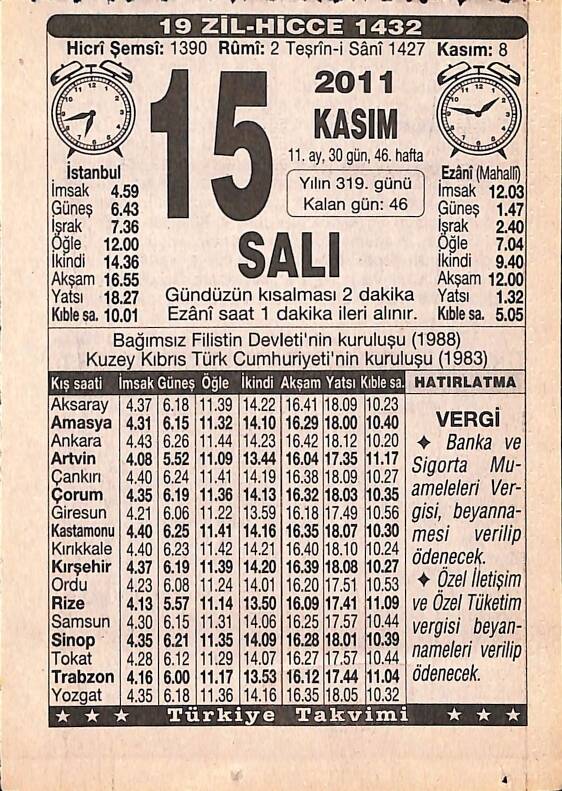 19 ZİL-HİCCE 1432
Hicrî Şemsî: 1390 Rûmî: 2 Teşrîn-i Sânî 1427 Kasım: 8
15
2011
KASIM
11. ay, 30 gün, 46. hafta
Yılın 319. günü
Kalan gün: 46
SALI
Gündüzün kısalması 2 dakika
Ezânî saat 1 dakika ileri alınır.
İstanbul
İmsak 4.59
Güneş 6.43
İşrak 7.36
Öğle 12.00
İkindi 14.36
Akşam 16.55
Yatsı 18.27
Kıble sa. 10.01
Ezânî (Mahallî)
İmsak 12.03
Güneş 1.47
İşrak 2.40
Öğle 7.04
İkindi 9.40
Akşam 12.00
Yatsı 1.32
Kıble sa. 5.05
Bağımsız Filistin Devleti'nin kuruluşu (1988)
Kuzey Kıbrıs Türk Cumhuriyeti'nin kuruluşu (1983)
Kış saati İmsak Güneş Öğle İkindi Akşam Yatsı Kıble sa.
Aksaray 4.37 6.18 11.39 14.22 16.41 18.09 10.23
Amasya 4.31 6.15 11.32 14.10 16.29 18.00 10.40
Ankara 4.43 6.26 11.44 14.23 16.42 18.12 10.20
Artvin 4.08 5.52 11.09 13.44 16.04 17.35 11.17
Çankırı 4.40 6.24 11.41 14.19 16.38 18.09 10.27
Çorum 4.35 6.19 11.36 14.13 16.32 18.03 10.35
Giresun 4.21 6.06 11.22 13.59 16.18 17.49 10.56
Kastamonu 4.40 6.25 11.41 14.16 16.35 18.07 10.30
Kırıkkale 4.40 6.23 11.42 14.21 16.40 18.10 10.24
Kırşehir 4.37 6.19 11.39 14.20 16.39 18.08 10.27
Ordu 4.23 6.08 11.24 14.01 16.20 17.51 10.53
Rize 4.13 5.57 11.14 13.50 16.09 17.41 11.09
Samsun 4.30 6.15 11.31 14.06 16.25 17.57 10.44
Sinop 4.35 6.21 11.35 14.09 16.28 18.01 10.39
Tokat 4.28 6.12 11.29 14.07 16.27 17.57 10.44
Trabzon 4.16 6.00 11.17 13.53 16.12 17.44 11.04
Yozgat 4.35 6.18 11.36 14.16 16.35 18.05 10.32
HATIRLATMA
VERGİ
✦ Banka ve
Sigorta Mu-
ameleleri Ver-
gisi, beyanna-
mesi verilip
ödenecek.
✦ Özel İletişim
ve Özel Tüketim
vergisi beyan-
nameleri verilip
ödenecek.
★ ★ ★ Türkiye Takvimi ★ ★ ★